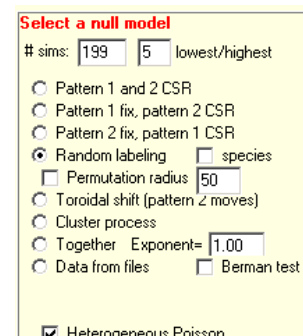 Select a null model
# sims: 199 5 lowest/highest
Pattern 1 and 2 CSR
Pattern 1 fix, pattern 2 CSR
Pattern 2 fix, pattern 1 CSR
Random labeling species
Permutation radius 50
Toroidal shift (pattern 2 moves)
Cluster process
Together Exponent= 1.00
Data from files Berman test
Heterogeneous Poisson